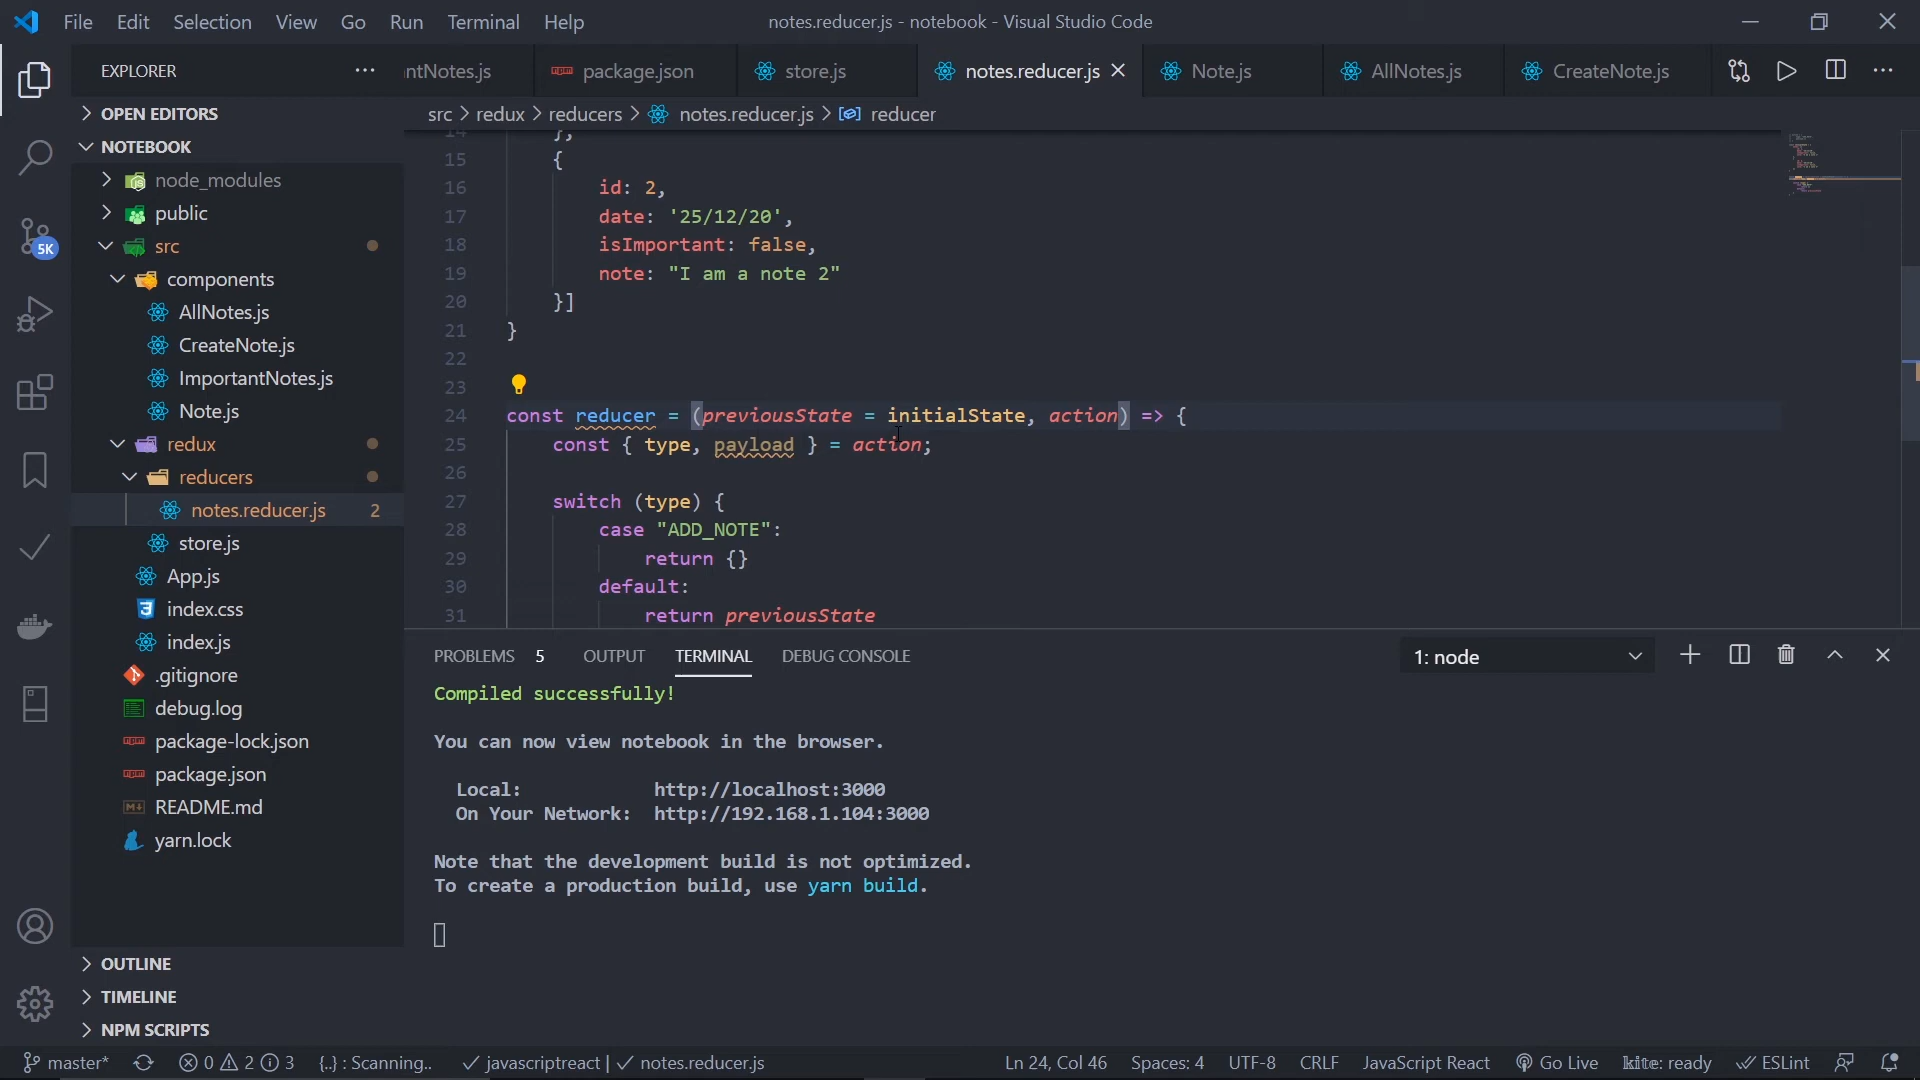 File Edit Selection View Go Run Terminal Help
notes.reducer.js - notebook - Visual Studio Code
EXPLORER
antNotes.js
package.json
store.js
notes.reducer.js
Note.js
AllNotes.js
CreateNote.js
OPEN EDITORS
NOTEBOOK
node_modules
public
src
components
AllNotes.js
CreateNote.js
ImportantNotes.js
Note.js
redux
reducers
notes.reducer.js 2
store.js
App.js
index.css
index.js
.gitignore
debug.log
package-lock.json
package.json
README.md
yarn.lock
OUTLINE
TIMELINE
NPM SCRIPTS
5K
src > redux > reducers > notes.reducer.js > reducer
14 },
15 {
16 id: 2,
17 date: '25/12/20',
18 isImportant: false,
19 note: "I am a note 2"
20 }]
21 }
22
23
24 const reducer = (previousState = initialState, action) => {
25 const { type, payload } = action;
26
27 switch (type) {
28 case "ADD_NOTE":
29 return {}
30 default:
31 return previousState
PROBLEMS 5 OUTPUT TERMINAL DEBUG CONSOLE
1: node
Compiled successfully!
You can now view notebook in the browser.
Local: http://localhost:3000
On Your Network: http://192.168.1.104:3000
Note that the development build is not optimized.
To create a production build, use yarn build.
master* 0 2 3 {..} : Scanning.. javascriptreact | notes.reducer.js
Ln 24, Col 46 Spaces: 4 UTF-8 CRLF JavaScript React Go Live kite: ready ESLint